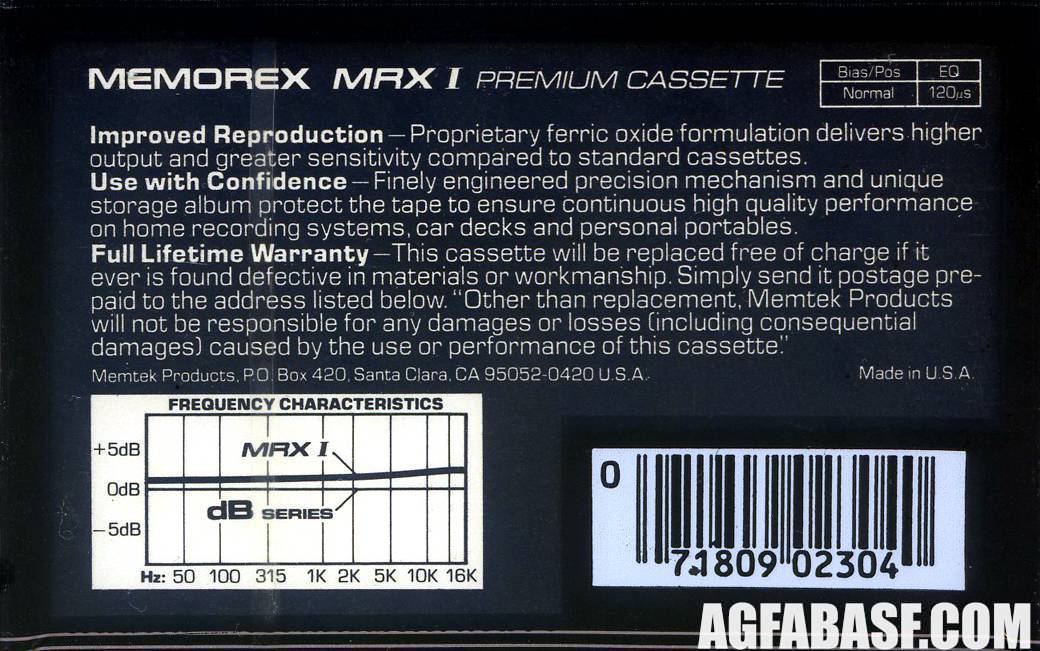 MEMOREX MRX I PREMIUM CASSETTE
Bias/Pos EQ
Normal 120µs
Improved Reproduction — Proprietary ferric oxide formulation delivers higher
output and greater sensitivity compared to standard cassettes.
Use with Confidence — Finely engineered precision mechanism and unique
storage album protect the tape to ensure continuous high quality performance
on home recording systems, car decks and personal portables.
Full Lifetime Warranty — This cassette will be replaced free of charge if it
ever is found defective in materials or workmanship. Simply send it postage pre-
paid to the address listed below. "Other than replacement, Memtek Products
will not be responsible for any damages or losses (including consequential
damages) caused by the use or performance of this cassette."
Memtek Products, P.O. Box 420, Santa Clara, CA 95052-0420 U.S.A. Made in U.S.A.
FREQUENCY CHARACTERISTICS
+5dB
MRX I
0dB
dB SERIES
−5dB
Hz: 50 100 315 1K 2K 5K 10K 16K
0
71809 02304
AGFABASF.COM